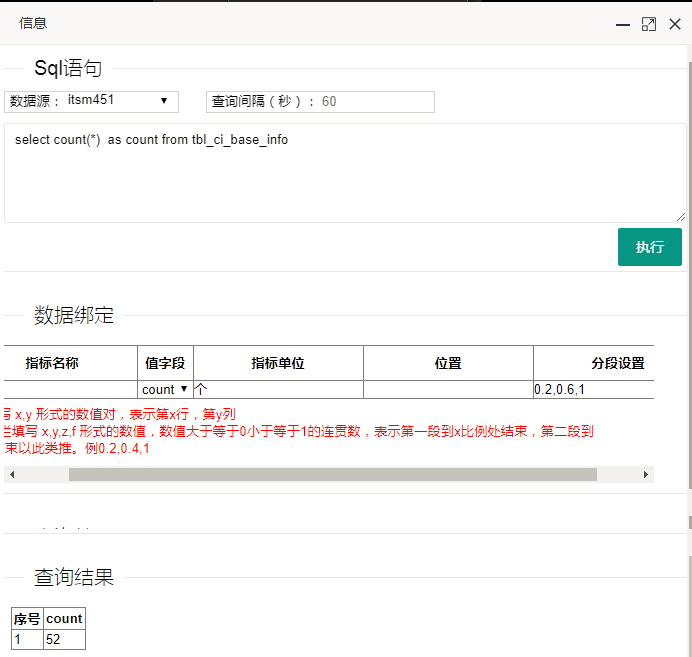 信息
Sql语句
数据源： itsm451 ▼ 查询间隔（秒）： 60
select count(*)  as count from tbl_ci_base_info
执行
数据绑定
指标名称 值字段 指标单位 位置 分段设置
count ▼ 个 0.2,0.6,1
写 x,y 形式的数值对，表示第x行，第y列
兰填写 x,y,z,f 形式的数值，数值大于等于0小于等于1的连贯数，表示第一段到x比例处结束，第二段到
束以此类推。例0.2,0.4,1
查询结果
序号 count
1 52